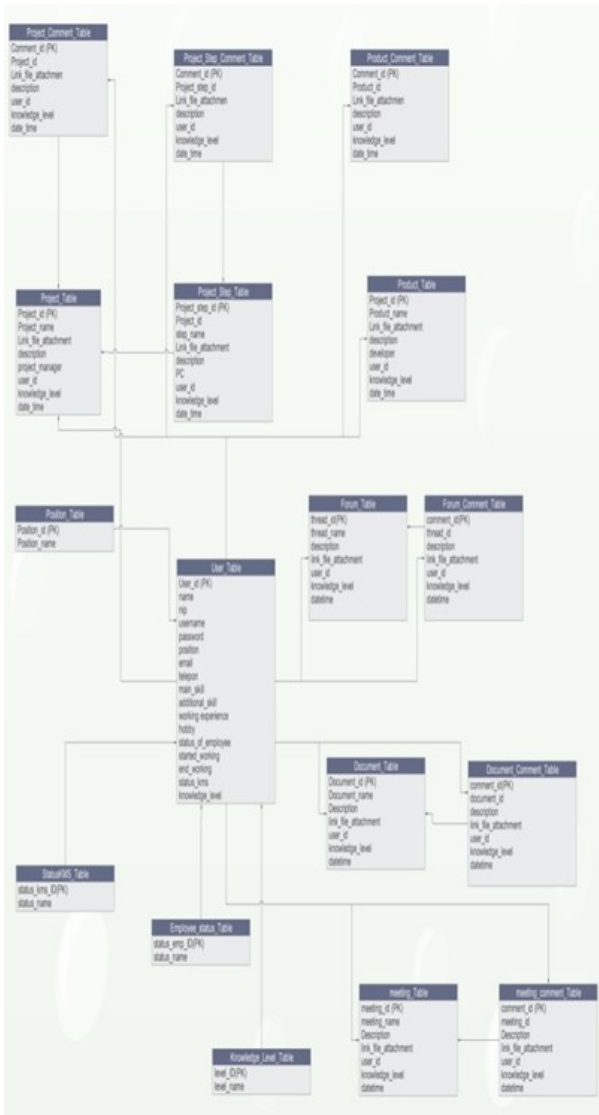 Project_Comment_Table
Comment_id (PK)
Project_id
Link_file_attachmen
description
user_id
knowledge_level
date_time
Project_Step_Comment_Table
Comment_id (PK)
Project_step_id
Link_file_attachmen
description
user_id
knowledge_level
date_time
Product_Comment_Table
Comment_id (PK)
Product_id
Link_file_attachmen
description
user_id
knowledge_level
date_time
Project_Table
Project_id (PK)
Project_name
Link_file_attachment
description
project_manager
user_id
knowledge_level
date_time
Project_Step_Table
Project_step_id (PK)
Project_id
step_name
Link_file_attachment
description
PC
user_id
knowledge_level
date_time
Product_Table
Project_id (PK)
Product_name
Link_file_attachment
description
developer
user_id
knowledge_level
date_time
Position_Table
Position_id (PK)
Position_name
Forum_Table
thread_id(PK)
thread_name
description
link_file_attachment
user_id
knowledge_level
datetime
Forum_Comment_Table
comment_id(PK)
thread_id
description
link_file_attachment
user_id
knowledge_level
datetime
User_Table
User_id (PK)
name
nip
username
password
position
email
telepon
main_skill
additional_skill
working experience
hobby
status_of_employee
started_working
end_working
status_kms
knowledge_level
Document_Table
Document_id (PK)
Document_name
Description
link_file_attachment
user_id
knowledge_level
datetime
Document_Comment_Table
comment_id(PK)
document_id
description
link_file_attachment
user_id
knowledge_level
datetime
StatusKMS_Table
status_kms_ID(PK)
status_name
Employee_status_Table
status_emp_ID(PK)
status_name
Knowledge_Level_Table
level_ID(PK)
level_name
meeting_Table
meeting_id (PK)
meeting_name
Description
link_file_attachment
user_id
knowledge_level
datetime
meeting_comment_Table
comment_id (PK)
meeting_id
Description
link_file_attachment
user_id
knowledge_level
datetime